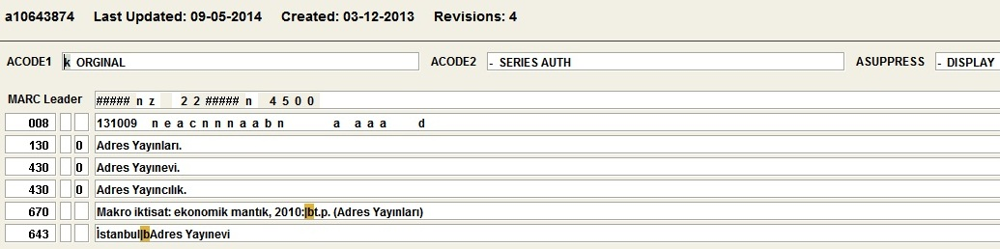 a10643874 Last Updated: 09-05-2014 Created: 03-12-2013 Revisions: 4
ACODE1 k ORGINAL ACODE2 - SERIES AUTH ASUPPRESS - DISPLAY
MARC Leader ##### n z 2 2 ##### n 4 5 0 0
008 131009 n e a c n n n a a b n a a a a d
130 0 Adres Yayınları.
430 0 Adres Yayınevi.
430 0 Adres Yayıncılık.
670 Makro iktisat: ekonomik mantık, 2010:|bt.p. (Adres Yayınları)
643 İstanbul|bAdres Yayınevi